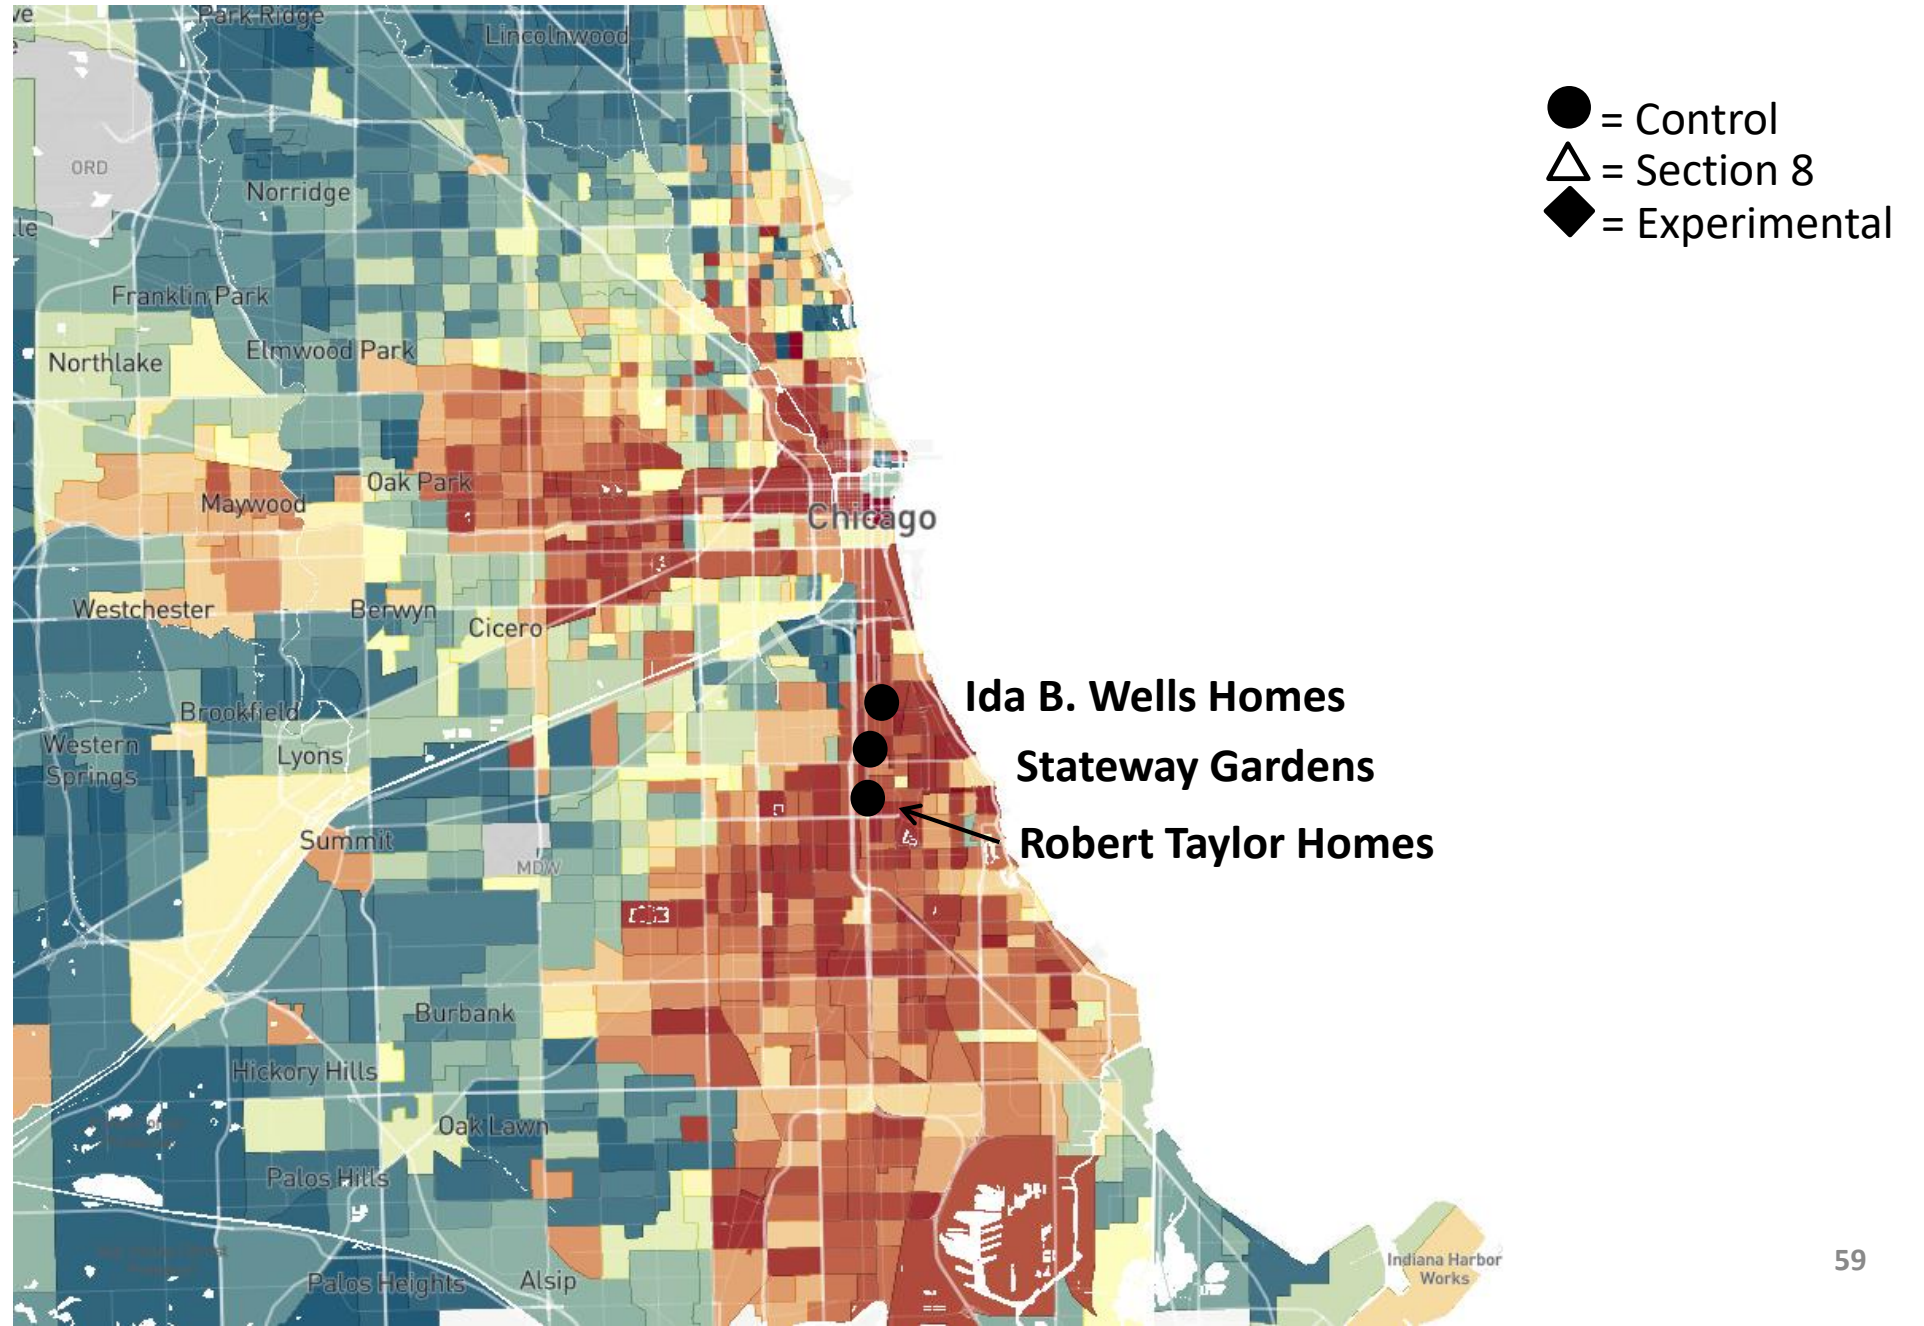 ve
Park Ridge
Lincolnwood
e
ORD
Norridge
lle
Franklin Park
Northlake
Elmwood Park
Maywood
Oak Park
Chicago
Westchester
Berwyn
Cicero
Brookfield
Western
Springs
Lyons
Summit
MDW
Burbank
Hickory Hills
Oak Lawn
Palos Hills
Palos Heights
Alsip
Indiana Harbor
Works
= Control
= Section 8
= Experimental
Ida B. Wells Homes
Stateway Gardens
Robert Taylor Homes
59